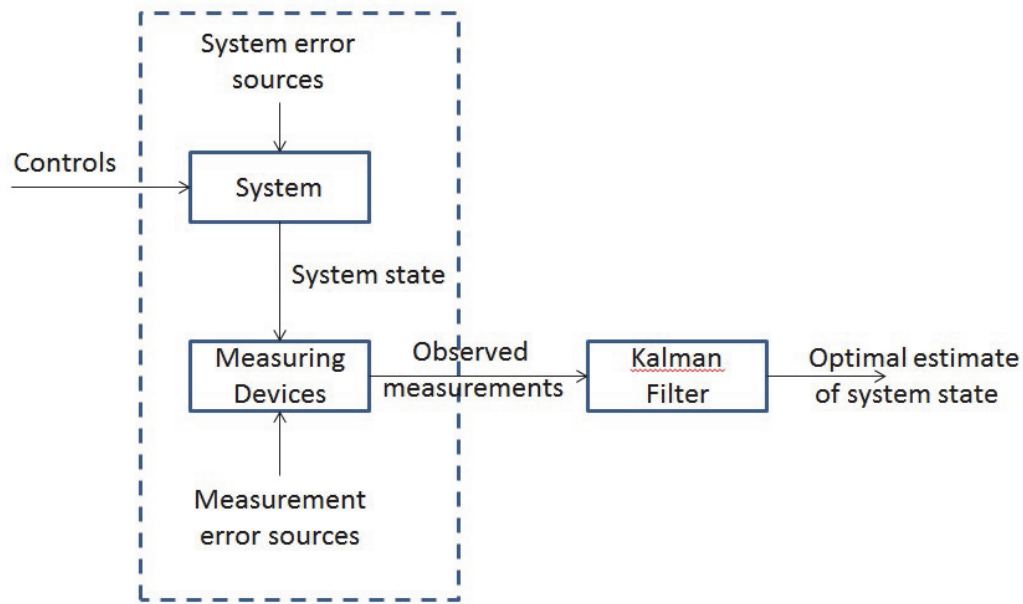 System error
sources
Controls
System
System state
Measuring
Devices
Observed
measurements
Kalman
Filter
Optimal estimate
of system state
Measurement
error sources